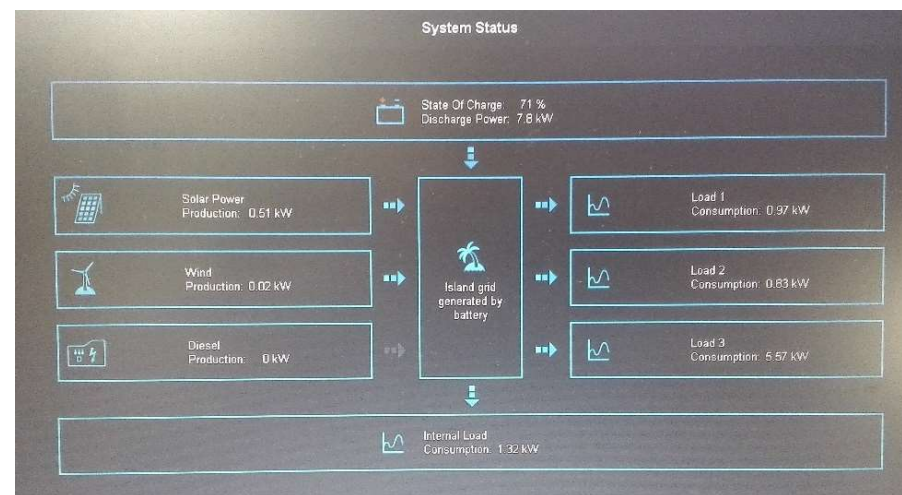 System Status
State Of Charge: 71 %
Discharge Power: 7.8 kW
Solar Power
Production: 0.51 kW
Load 1
Consumption: 0.97 kW
Wind
Production: 0.02 kW
Island grid
generated by
battery
Load 2
Consumption: 0.83 kW
Diesel
Production: 0 kW
Load 3
Consumption: 5.57 kW
Internal Load
Consumption: 1.32 kW